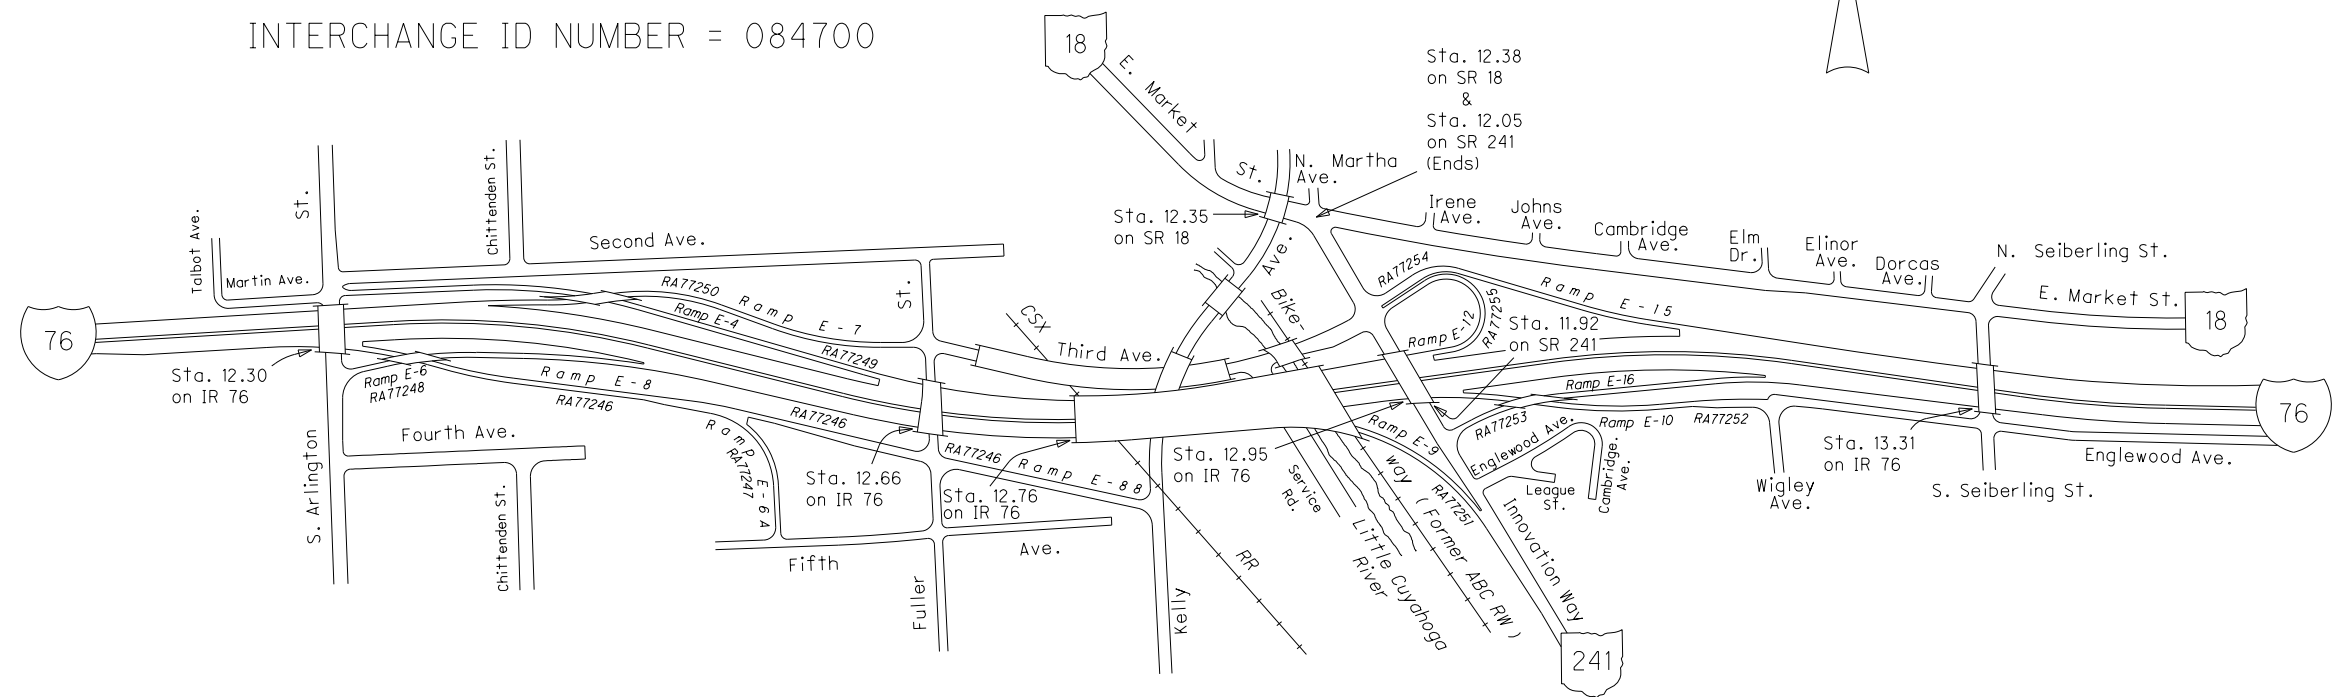 INTERCHANGE ID NUMBER = 084700
18
E. Market
St.
Sta. 12.38
on SR 18
&
Sta. 12.05
on SR 241
(Ends)
N. Martha
Ave.
Sta. 12.35
on SR 18
Irene
Ave.
Johns
Ave.
Cambridge
Ave.
Elm
Dr.
Elinor
Ave.
Dorcas
Ave.
N. Seiberling St.
E. Market St.
18
Talbot Ave.
Martin Ave.
St.
Chittenden St.
Second Ave.
St.
76
RA77250
Ramp E-7
Ramp E-4
RA77249
CSX
Third Ave.
Ave.
Bike-
RA77254
Ramp E-15
RA77255
Ramp E-12
Sta. 11.92
on SR 241
Sta. 12.30
on IR 76
Ramp E-6
RA77248
Ramp E-8
RA77246
RA77246
Ramp E-6A
RA77247
RA77246
Ramp E-88
Sta. 12.66
on IR 76
Sta. 12.76
on IR 76
Sta. 12.95
on IR 76
Ramp E-9
RA77251
Ramp E-16
RA77253
Ramp E-10 RA77252
Englewood Ave.
Cambridge.
Ave.
League
St.
Wigley
Ave.
Sta. 13.31
on IR 76
76
Englewood Ave.
S. Seiberling St.
S. Arlington
Fourth Ave.
Chittenden St.
Fifth
Ave.
Fuller
Kelly
RR
Service
Rd.
Little Cuyahoga
River
way (Former ABC RW)
Innovation Way
241